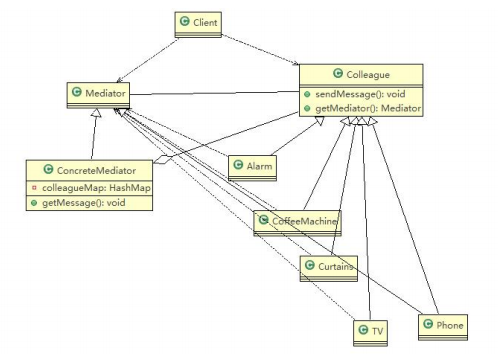 C Client
C Mediator
C Colleague
sendMessage(): void
getMediator(): Mediator
C ConcreteMediator
colleagueMap: HashMap
getMessage(): void
C Alarm
C CoffeeMachine
C Curtains
C TV
C Phone